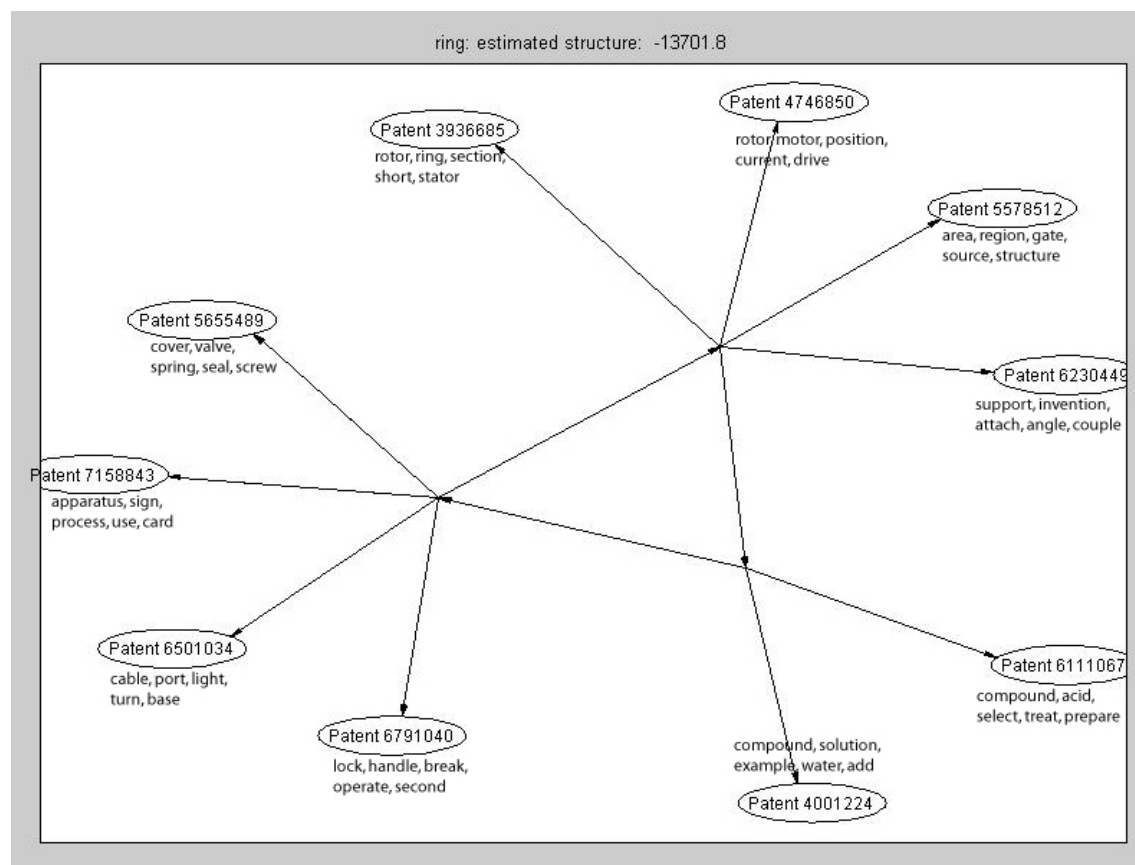 ring: estimated structure: -13701.8
Patent 4746850
rotor, motor, position,
current, drive
Patent 3936685
rotor, ring, section,
short, stator
Patent 5578512
area, region, gate,
source, structure
Patent 5655489
cover, valve,
spring, seal, screw
Patent 6230449
support, invention,
attach, angle, couple
Patent 7158843
apparatus, sign,
process, use, card
Patent 6501034
cable, port, light,
turn, base
Patent 6111067
compound, acid,
select, treat, prepare
Patent 6791040
lock, handle, break,
operate, second
compound, solution,
example, water, add
Patent 4001224